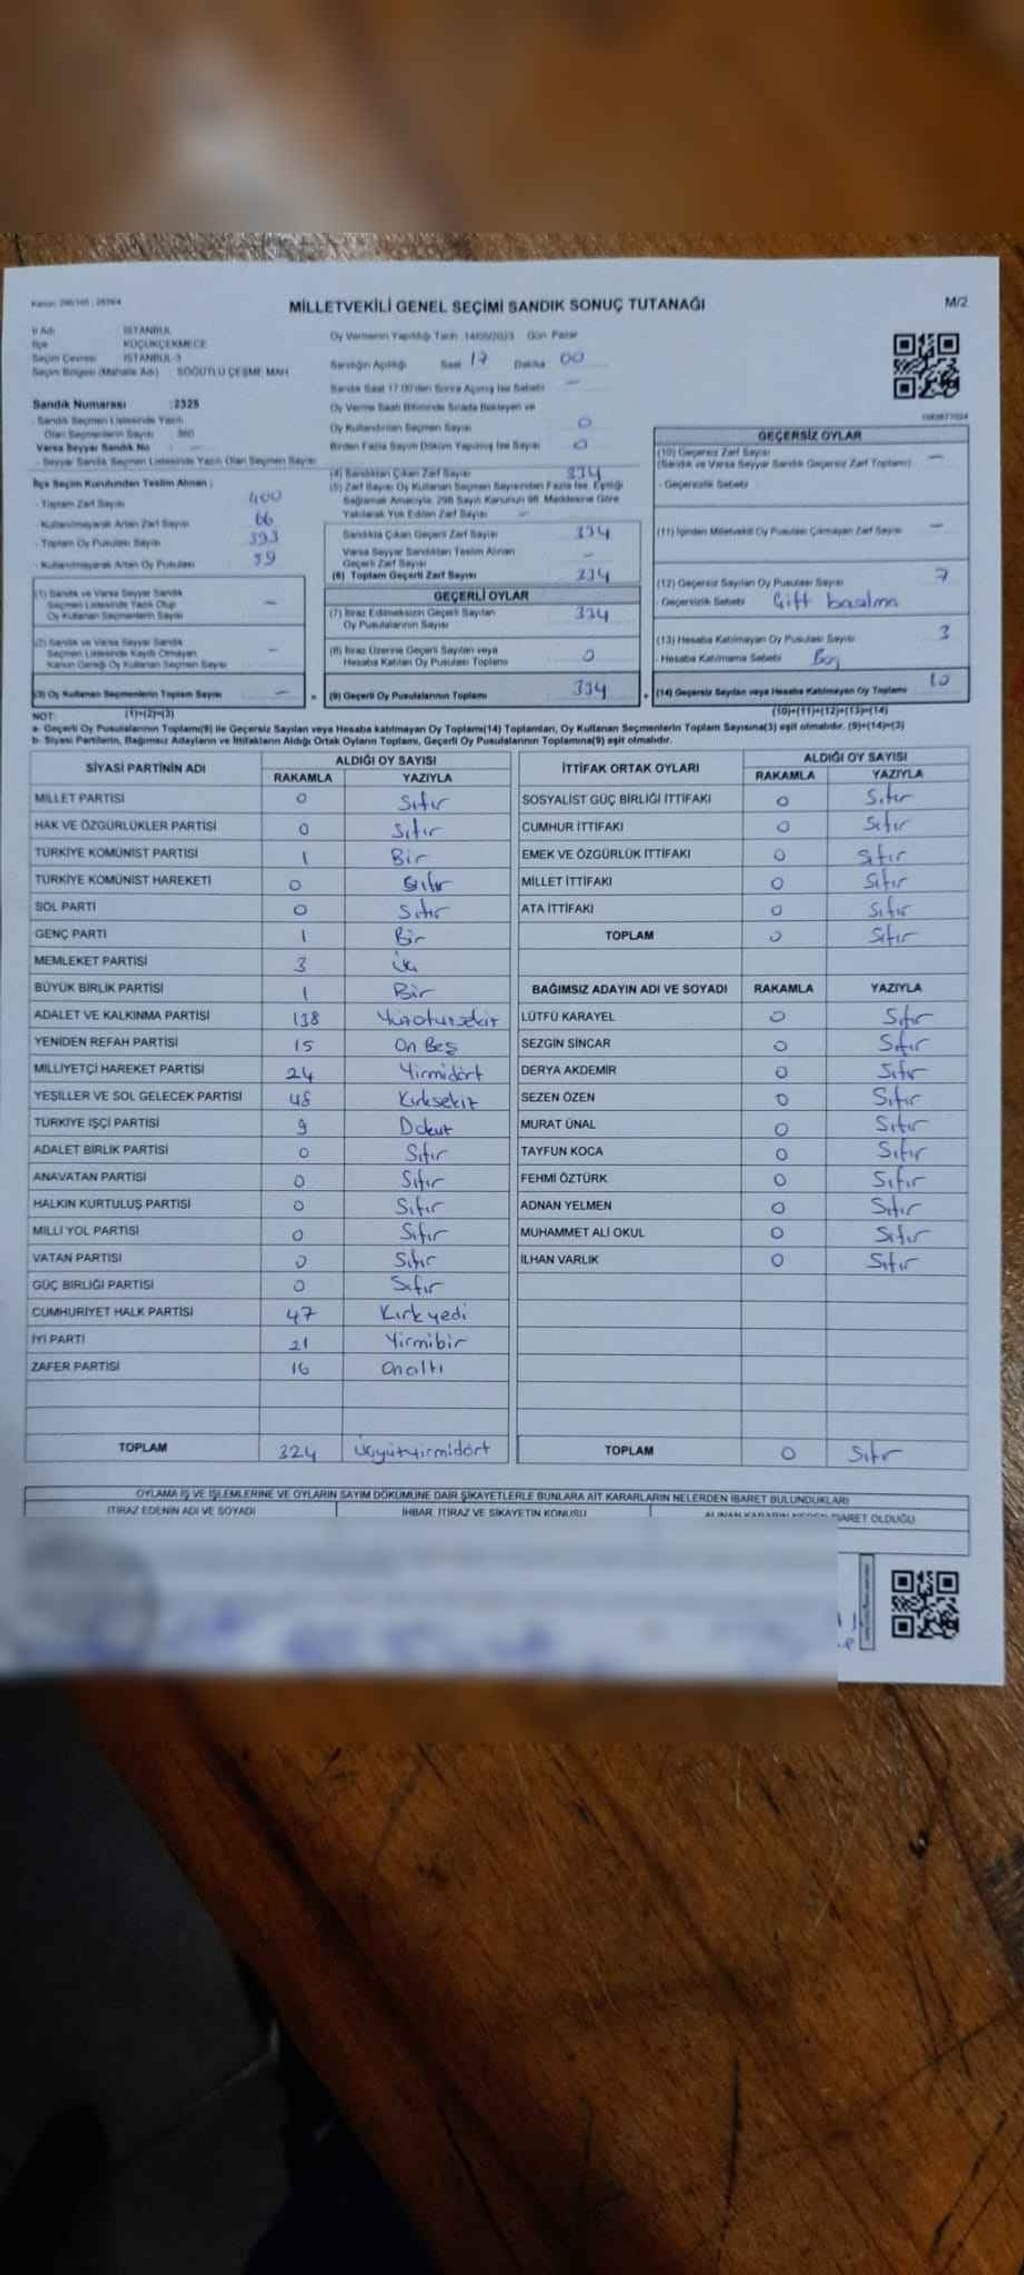 MİLLETVEKİLİ GENEL SEÇİMİ SANDIK SONUÇ TUTANAĞI
M/2
İl Adı İSTANBUL
İlçe KÜÇÜKÇEKMECE
Seçim Çevresi İSTANBUL-3
Seçim Bölgesi (Mahalle Adı) : SÖĞÜTLÜ ÇEŞME MAH.
Sandık Numarası :2325
- Sandık Seçmen Listesinde Yazılı
Olan Seçmenlerin Sayısı
Varsa Seyyar Sandık No
- Seyyar Sandık Seçmen Listesinde Yazılı Olan Seçmen Sayısı
İlçe Seçim Kurulundan Teslim Alınan :
- Toplam Zarf Sayısı 400
- Kullanılmayarak Artan Zarf Sayısı 66
- Toplam Oy Pusulası Sayısı 393
- Kullanılmayarak Artan Oy Pusulası 59
(1) Sandık ve Varsa Seyyar Sandık
Seçmen Listesinde Yazılı Olup
Oy Kullanan Seçmenlerin Sayısı –
(2) Sandık ve Varsa Seyyar Sandık
Seçmen Listesinde Kayıtlı Olmayan
Kanun Gereği Oy Kullanan Seçmen Sayısı –
(3) Oy Kullanan Seçmenlerin Toplam Sayısı –
(1)+(2)=(3)
Oy Vermenin Yapıldığı Tarih : 14/05/2023 Gün Pazar
Sandığın Açıldığı Saat 17 Dakika 00
Sandık Saat 17.00'den Sonra Açılmış İse Sebebi –
Oy Verme Saati Bitiminde Sırada Bekleyen ve
Oy Kullandırılan Seçmen Sayısı 0
Birden Fazla Sayım Döküm Yapılmış İse Sayısı 0
(4) Sandıktan Çıkan Zarf Sayısı 334
(5) Zarf Sayısı Oy Kullanan Seçmen Sayısından Fazla İse, Eşitliği
Sağlamak Amacıyla 298 Sayılı Kanunun 98. Maddesine Göre
Yakılarak Yok Edilen Zarf Sayısı –
Sandıkta Çıkan Geçerli Zarf Sayısı 334
Varsa Seyyar Sandıktan Teslim Alınan
Geçerli Zarf Sayısı –
(6) Toplam Geçerli Zarf Sayısı 334
GEÇERLİ OYLAR
(7) İtiraz Edilmeksizin Geçerli Sayılan
Oy Pusulalarının Sayısı 334
(8) İtiraz Üzerine Geçerli Sayılan veya
Hesaba Katılan Oy Pusulası Toplamı 0
(9) Geçerli Oy Pusulalarının Toplamı 334
GEÇERSİZ OYLAR
(10) Geçersiz Zarf Sayısı –
(Sandık ve Varsa Seyyar Sandık Geçersiz Zarf Toplamı)
- Geçersizlik Sebebi
(11) İçinden Milletvekili Oy Pusulası Çıkmayan Zarf Sayısı –
(12) Geçersiz Sayılan Oy Pusulası Sayısı 7
- Geçersizlik Sebebi Çift basılma
(13) Hesaba Katılmayan Oy Pusulası Sayısı 3
- Hesaba Katılmama Sebebi Boş
(14) Geçersiz Sayılan veya Hesaba Katılmayan Oy Toplamı 10
(10)+(11)+(12)+(13)=(14)
NOT:
a- Geçerli Oy Pusulalarının Toplamı(9) ile Geçersiz Sayılan veya Hesaba katılmayan Oy Toplamı(14) Toplamları, Oy Kullanan Seçmenlerin Toplam Sayısına(3) eşit olmalıdır. (9)+(14)=(3)
b- Siyasi Partilerin, Bağımsız Adayların ve İttifakların Aldığı Ortak Oyların Toplamı, Geçerli Oy Pusulalarının Toplamına(9) eşit olmalıdır.
SİYASİ PARTİNİN ADI ALDIĞI OY SAYISI
RAKAMLA YAZIYLA
MİLLET PARTİSİ 0 Sıfır
HAK VE ÖZGÜRLÜKLER PARTİSİ 0 Sıfır
TÜRKİYE KOMÜNİST PARTİSİ 1 Bir
TÜRKİYE KOMÜNİST HAREKETİ 0 Sıfır
SOL PARTİ 0 Sıfır
GENÇ PARTİ 1 Bir
MEMLEKET PARTİSİ 3
BÜYÜK BİRLİK PARTİSİ 1 Bir
ADALET VE KALKINMA PARTİSİ 138 Yüzotuzsekiz
YENİDEN REFAH PARTİSİ 15 On Beş
MİLLİYETÇİ HAREKET PARTİSİ 24 Yirmidört
YEŞİLLER VE SOL GELECEK PARTİSİ 48 Kırksekiz
TÜRKİYE İŞÇİ PARTİSİ 9 Dokuz
ADALET BİRLİK PARTİSİ 0 Sıfır
ANAVATAN PARTİSİ 0 Sıfır
HALKIN KURTULUŞ PARTİSİ 0 Sıfır
MİLLİ YOL PARTİSİ 0 Sıfır
VATAN PARTİSİ 0 Sıfır
GÜÇ BİRLİĞİ PARTİSİ 0 Sıfır
CUMHURİYET HALK PARTİSİ 47 Kırkyedi
İYİ PARTİ 21 Yirmibir
ZAFER PARTİSİ 16 Onaltı
TOPLAM 324 Üçyüzyirmidört
İTTİFAK ORTAK OYLARI ALDIĞI OY SAYISI
RAKAMLA YAZIYLA
SOSYALİST GÜÇ BİRLİĞİ İTTİFAKI 0 Sıfır
CUMHUR İTTİFAKI 0 Sıfır
EMEK VE ÖZGÜRLÜK İTTİFAKI 0 Sıfır
MİLLET İTTİFAKI 0 Sıfır
ATA İTTİFAKI 0 Sıfır
TOPLAM 0 Sıfır
BAĞIMSIZ ADAYIN ADI VE SOYADI RAKAMLA YAZIYLA
LÜTFÜ KARAYEL 0 Sıfır
SEZGİN SİNCAR 0 Sıfır
DERYA AKDEMİR 0 Sıfır
SEZEN ÖZEN 0 Sıfır
MURAT ÜNAL 0 Sıfır
TAYFUN KOCA 0 Sıfır
FEHMİ ÖZTÜRK 0 Sıfır
ADNAN YELMEN 0 Sıfır
MUHAMMET ALİ OKUL 0 Sıfır
İLHAN VARLIK 0 Sıfır
TOPLAM 0 Sıfır
OYLAMA İŞ VE İŞLEMLERİNE VE OYLARIN SAYIM DÖKÜMÜNE DAİR ŞİKAYETLERLE BUNLARA AİT KARARLARIN NELERDEN İBARET BULUNDUKLARI
İTİRAZ EDENİN ADI VE SOYADI İHBAR, İTİRAZ VE ŞİKAYETİN KONUSU ALINAN KARARIN NEDEN İBARET OLDUĞU